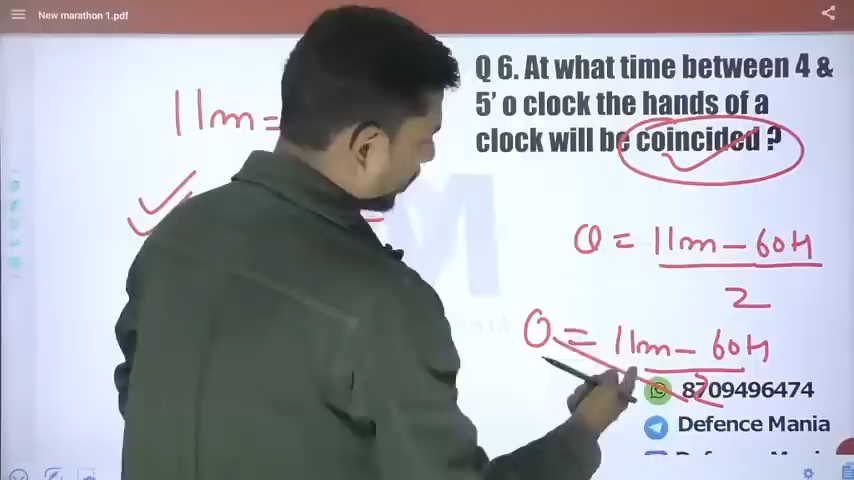 New marathon 1.pdf
Q 6. At what time between 4 &
5' o clock the hands of a
clock will be coincided ?
11m=
θ = 11m - 60H
2
0 = 11m - 60H
2
8709496474
Defence Mania